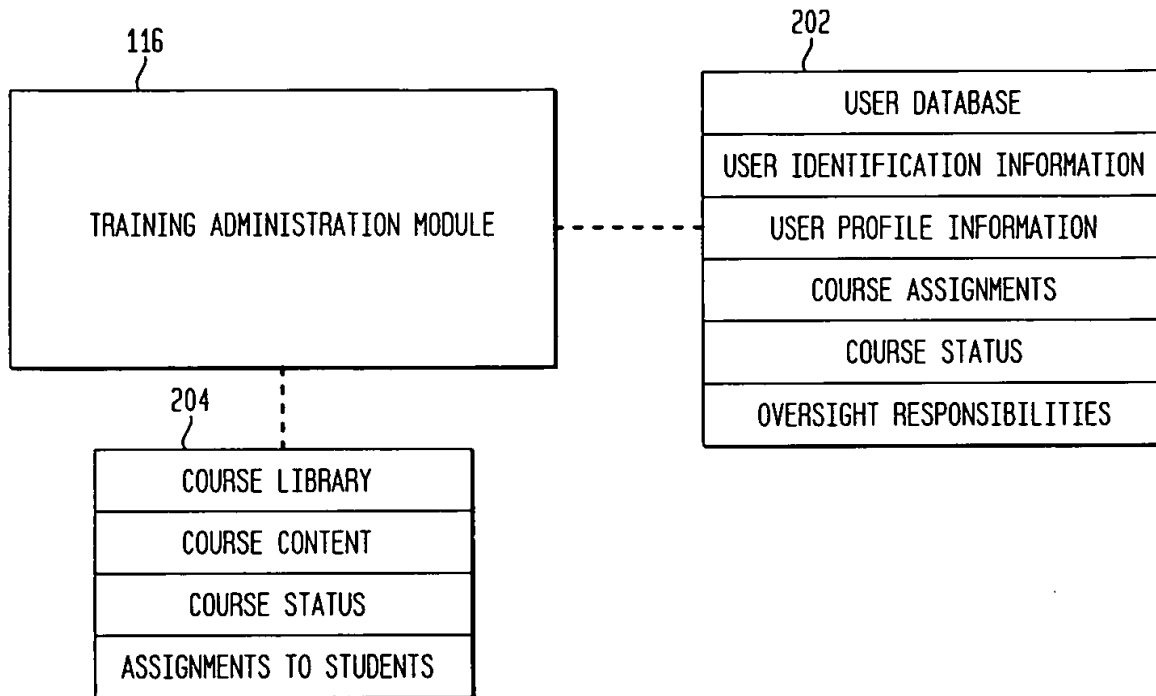 116
TRAINING ADMINISTRATION MODULE
202
USER DATABASE
USER IDENTIFICATION INFORMATION
USER PROFILE INFORMATION
COURSE ASSIGNMENTS
COURSE STATUS
OVERSIGHT RESPONSIBILITIES
204
COURSE LIBRARY
COURSE CONTENT
COURSE STATUS
ASSIGNMENTS TO STUDENTS